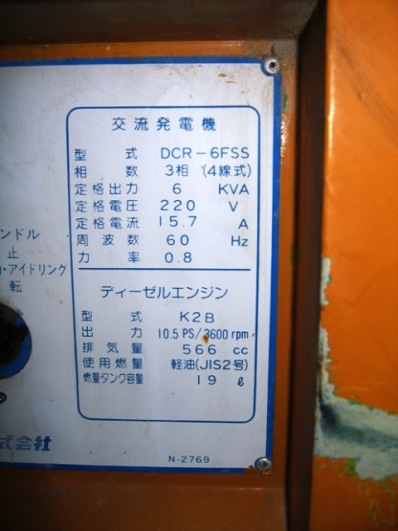 交流発電機
型式 DCR-6FSS
相数 3相 (4線式)
定格出力 6 KVA
定格電圧 220 V
定格電流 15.7 A
周波数 60 Hz
力率 0.8
ディーゼルエンジン
型式 K2B
出力 10.5 PS/3600 rpm
排気量 566 cc
使用燃量 軽油(JIS2号)
燃量タンク容量 19 ℓ
ンドル
止
・アイドリング
転
式会社
N-2769